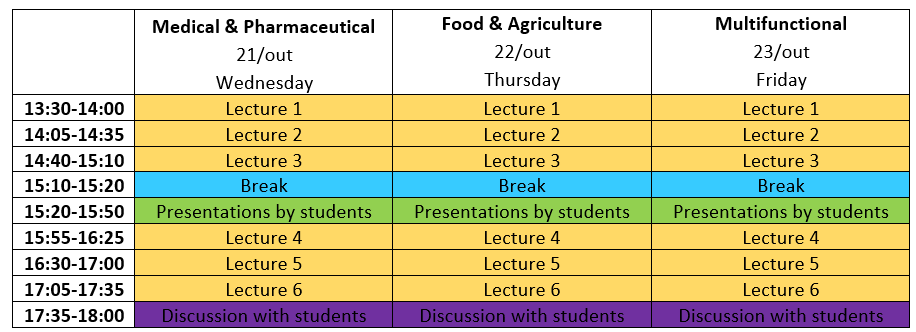 Medical & Pharmaceutical Food & Agriculture Multifunctional
21/out 22/out 23/out
Wednesday Thursday Friday
13:30-14:00 Lecture 1 Lecture 1 Lecture 1
14:05-14:35 Lecture 2 Lecture 2 Lecture 2
14:40-15:10 Lecture 3 Lecture 3 Lecture 3
15:10-15:20 Break Break Break
15:20-15:50 Presentations by students Presentations by students Presentations by students
15:55-16:25 Lecture 4 Lecture 4 Lecture 4
16:30-17:00 Lecture 5 Lecture 5 Lecture 5
17:05-17:35 Lecture 6 Lecture 6 Lecture 6
17:35-18:00 Discussion with students Discussion with students Discussion with students